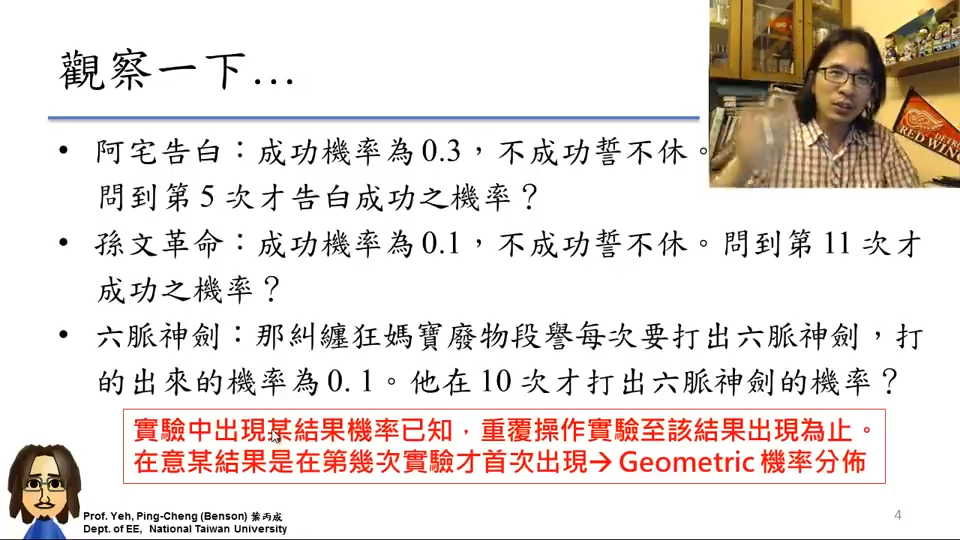 觀察一下…
• 阿宅告白：成功機率為0.3，不成功誓不休。
問到第 5 次才告白成功之機率？
• 孫文革命：成功機率為0.1，不成功誓不休。問到第 11 次才
成功之機率？
• 六脈神劍：那糾纏狂媽寶廢物段譽每次要打出六脈神劍，打
的出來的機率為0. 1。他在 10 次才打出六脈神劍的機率？
實驗中出現某結果機率已知，重覆操作實驗至該結果出現為止。
在意某結果是在第幾次實驗才首次出現→ Geometric 機率分佈
Prof. Yeh, Ping-Cheng (Benson) 葉丙成
Dept. of EE, National Taiwan University
4
DETROIT
RED WINGS